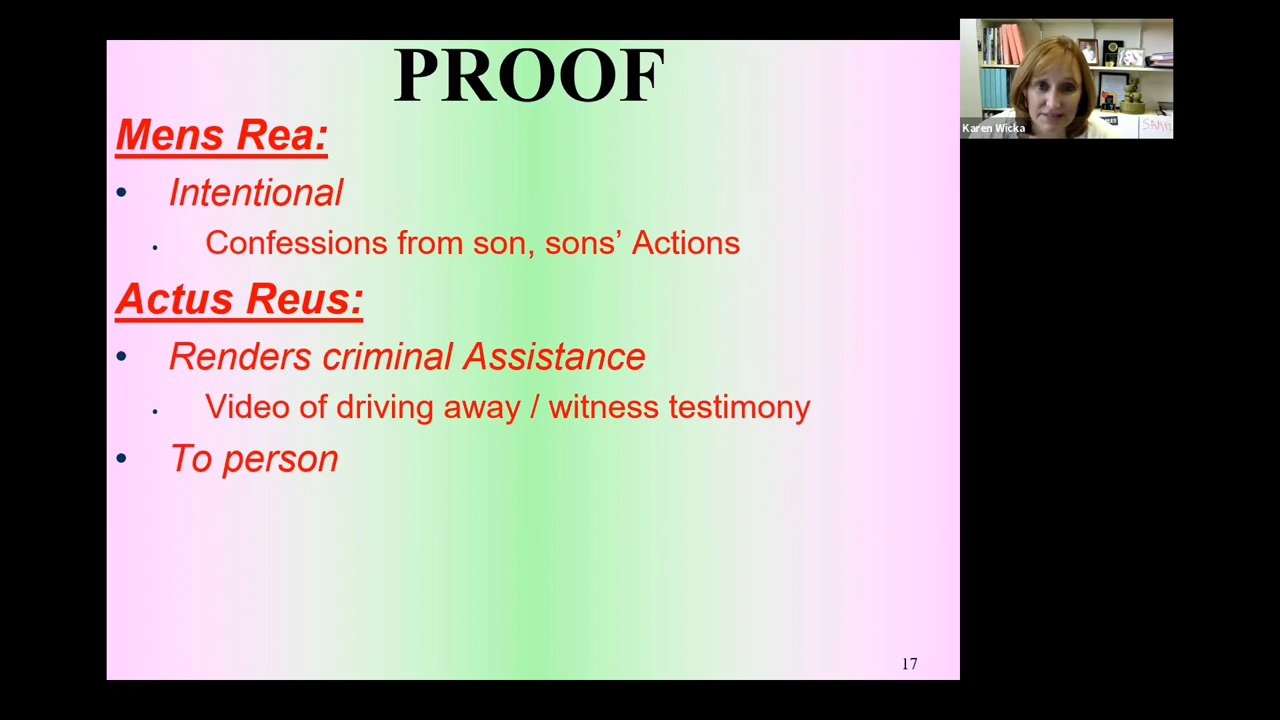 PROOF
Mens Rea:
• Intentional
• Confessions from son, sons’ Actions
Actus Reus:
• Renders criminal Assistance
• Video of driving away / witness testimony
• To person
17
Karen Wicka